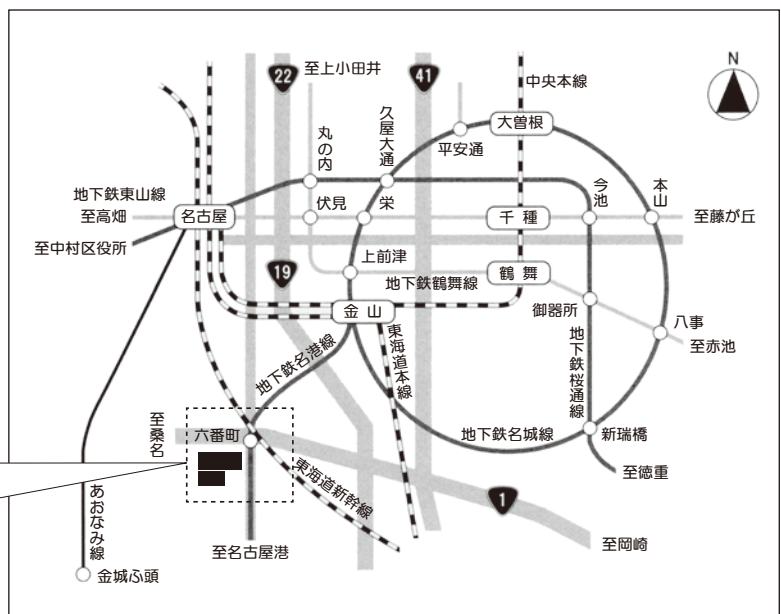 N
22
至上小田井
41
中央本線
丸の内
久屋大通
大曽根
平安通
地下鉄東山線
至高畑
名古屋
伏見
栄
千種
今池
本山
至藤が丘
至中村区役所
上前津
19
地下鉄鶴舞線
鶴舞
金山
御器所
八事
至赤池
東海道本線
地下鉄名港線
地下鉄桜通線
至桑名
六番町
地下鉄名城線
新瑞橋
至徳重
東海道新幹線
あおなみ線
1
至名古屋港
至岡崎
金城ふ頭